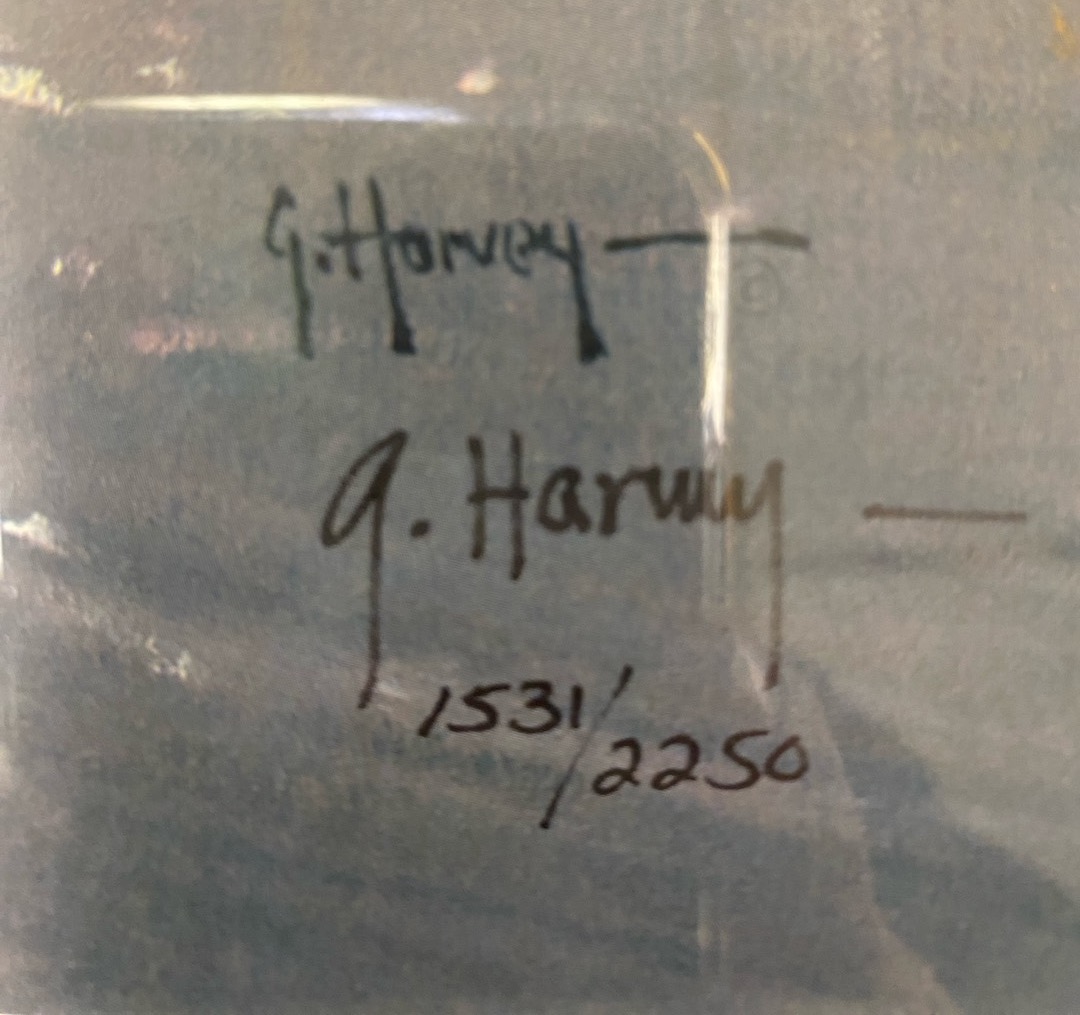 G. Harvey —
©
G. Harvey —
1531/2250